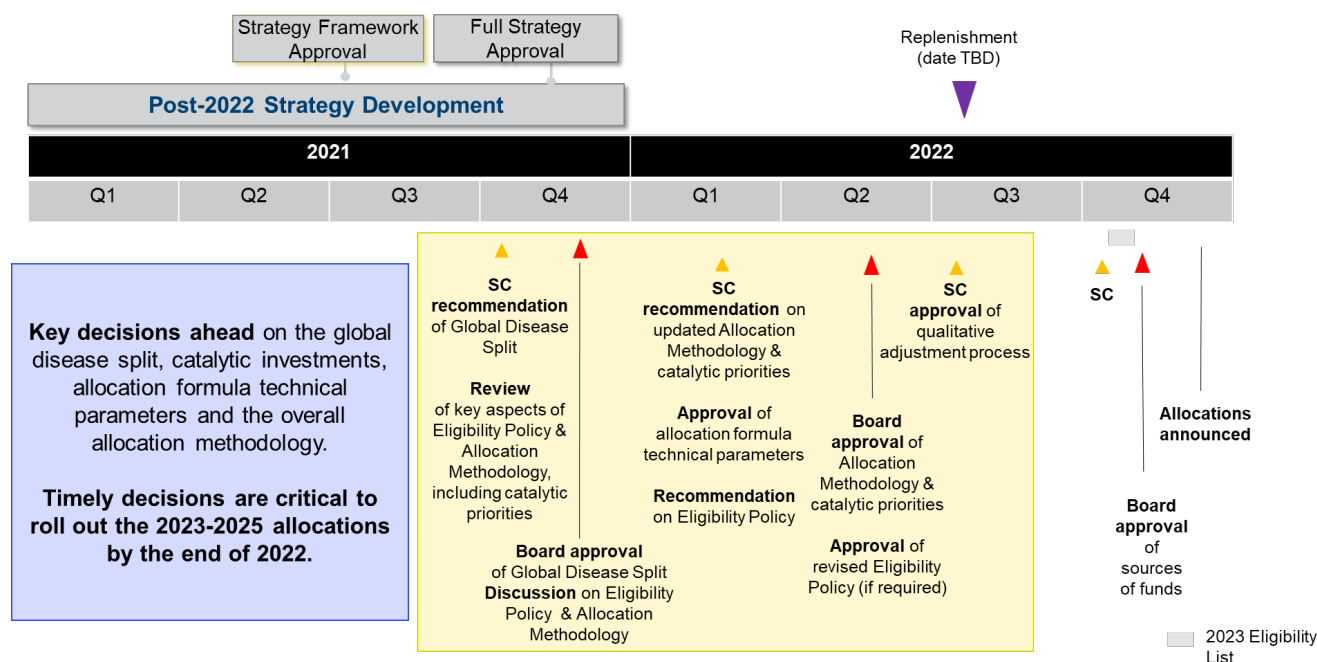 Strategy Framework
Approval
Full Strategy
Approval
Replenishment
(date TBD)
Post-2022 Strategy Development
2021
2022
Q1
Q2
Q3
Q4
Q1
Q2
Q3
Q4
Key decisions ahead on the global
disease split, catalytic investments,
allocation formula technical
parameters and the overall
allocation methodology.
Timely decisions are critical to
roll out the 2023-2025 allocations
by the end of 2022.
SC
recommendation
of Global Disease
Split
Review
of key aspects of
Eligibility Policy &
Allocation
Methodology,
including catalytic
priorities
Board approval
of Global Disease Split
Discussion on Eligibility
Policy & Allocation
Methodology
SC
recommendation on
updated Allocation
Methodology &
catalytic priorities
Approval of
allocation formula
technical parameters
Recommendation
on Eligibility Policy
Board
approval of
Allocation
Methodology &
catalytic priorities
Approval of
revised Eligibility
Policy (if required)
SC
approval of
qualitative
adjustment process
SC
Board
approval
of
sources
of funds
Allocations
announced
2023 Eligibility
List